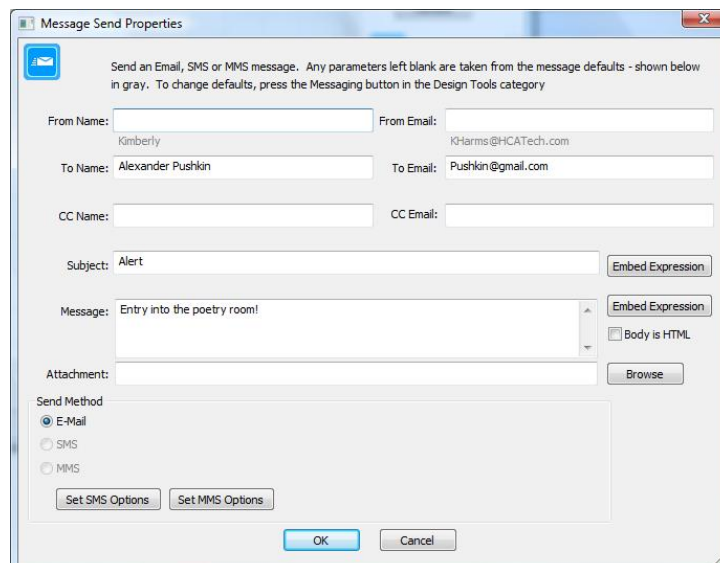 Message Send Properties
Send an Email, SMS or MMS message. Any parameters left blank are taken from the message defaults - shown below
in gray. To change defaults, press the Messaging button in the Design Tools category
From Name: From Email:
Kimberly KHarms@HCATech.com
To Name: Alexander Pushkin To Email: Pushkin@gmail.com
CC Name: CC Email:
Subject: Alert Embed Expression
Message: Entry into the poetry room! Embed Expression
Body is HTML
Attachment: Browse
Send Method
E-Mail
SMS
MMS
Set SMS Options Set MMS Options
OK Cancel